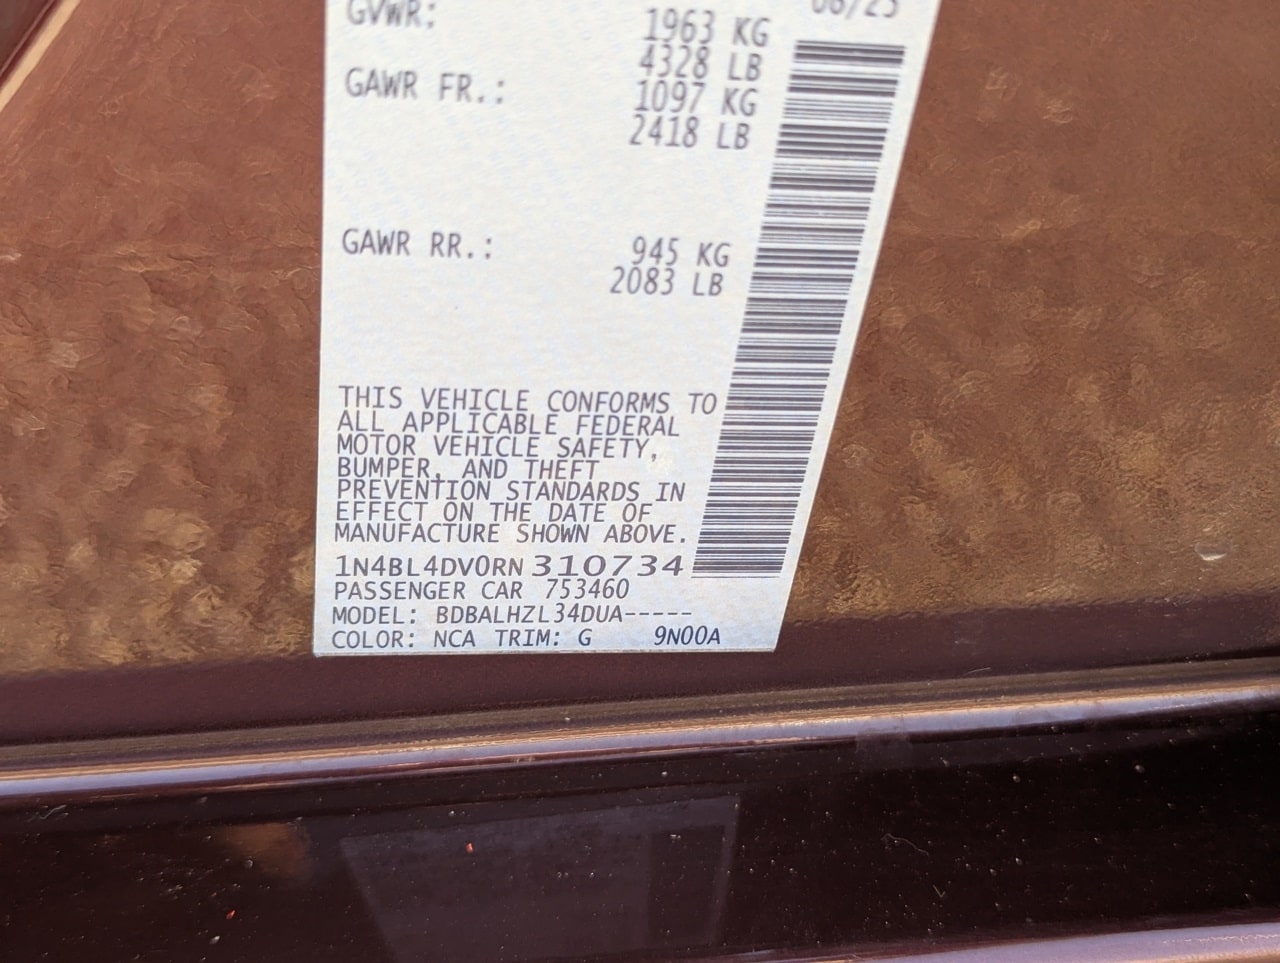 06/23
GVWR: 1963 KG
4328 LB
GAWR FR.: 1097 KG
2418 LB
GAWR RR.: 945 KG
2083 LB
THIS VEHICLE CONFORMS TO
ALL APPLICABLE FEDERAL
MOTOR VEHICLE SAFETY,
BUMPER, AND THEFT
PREVENTION STANDARDS IN
EFFECT ON THE DATE OF
MANUFACTURE SHOWN ABOVE.
1N4BL4DV0RN310734
PASSENGER CAR 753460
MODEL: BDBALHZL34DUA-----
COLOR: NCA TRIM: G 9N00A